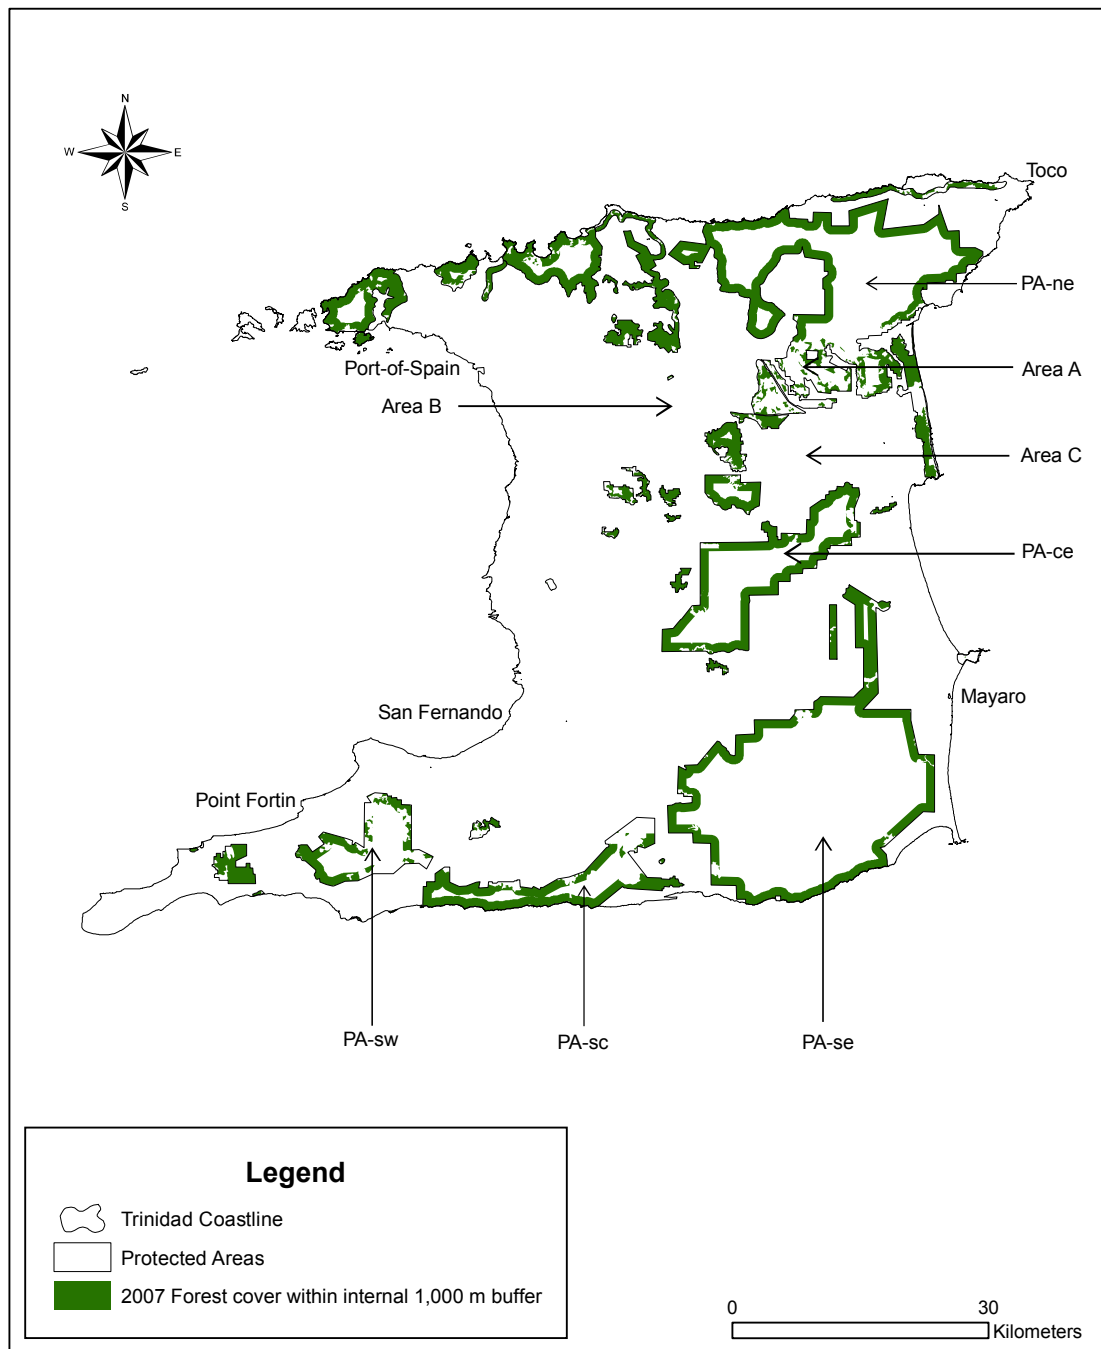 N
W E
S
Toco
PA-ne
Port-of-Spain
Area A
Area B
Area C
PA-ce
Mayaro
San Fernando
Point Fortin
PA-sw
PA-sc
PA-se
Legend
Trinidad Coastline
Protected Areas
2007 Forest cover within internal 1,000 m buffer
0 30
Kilometers